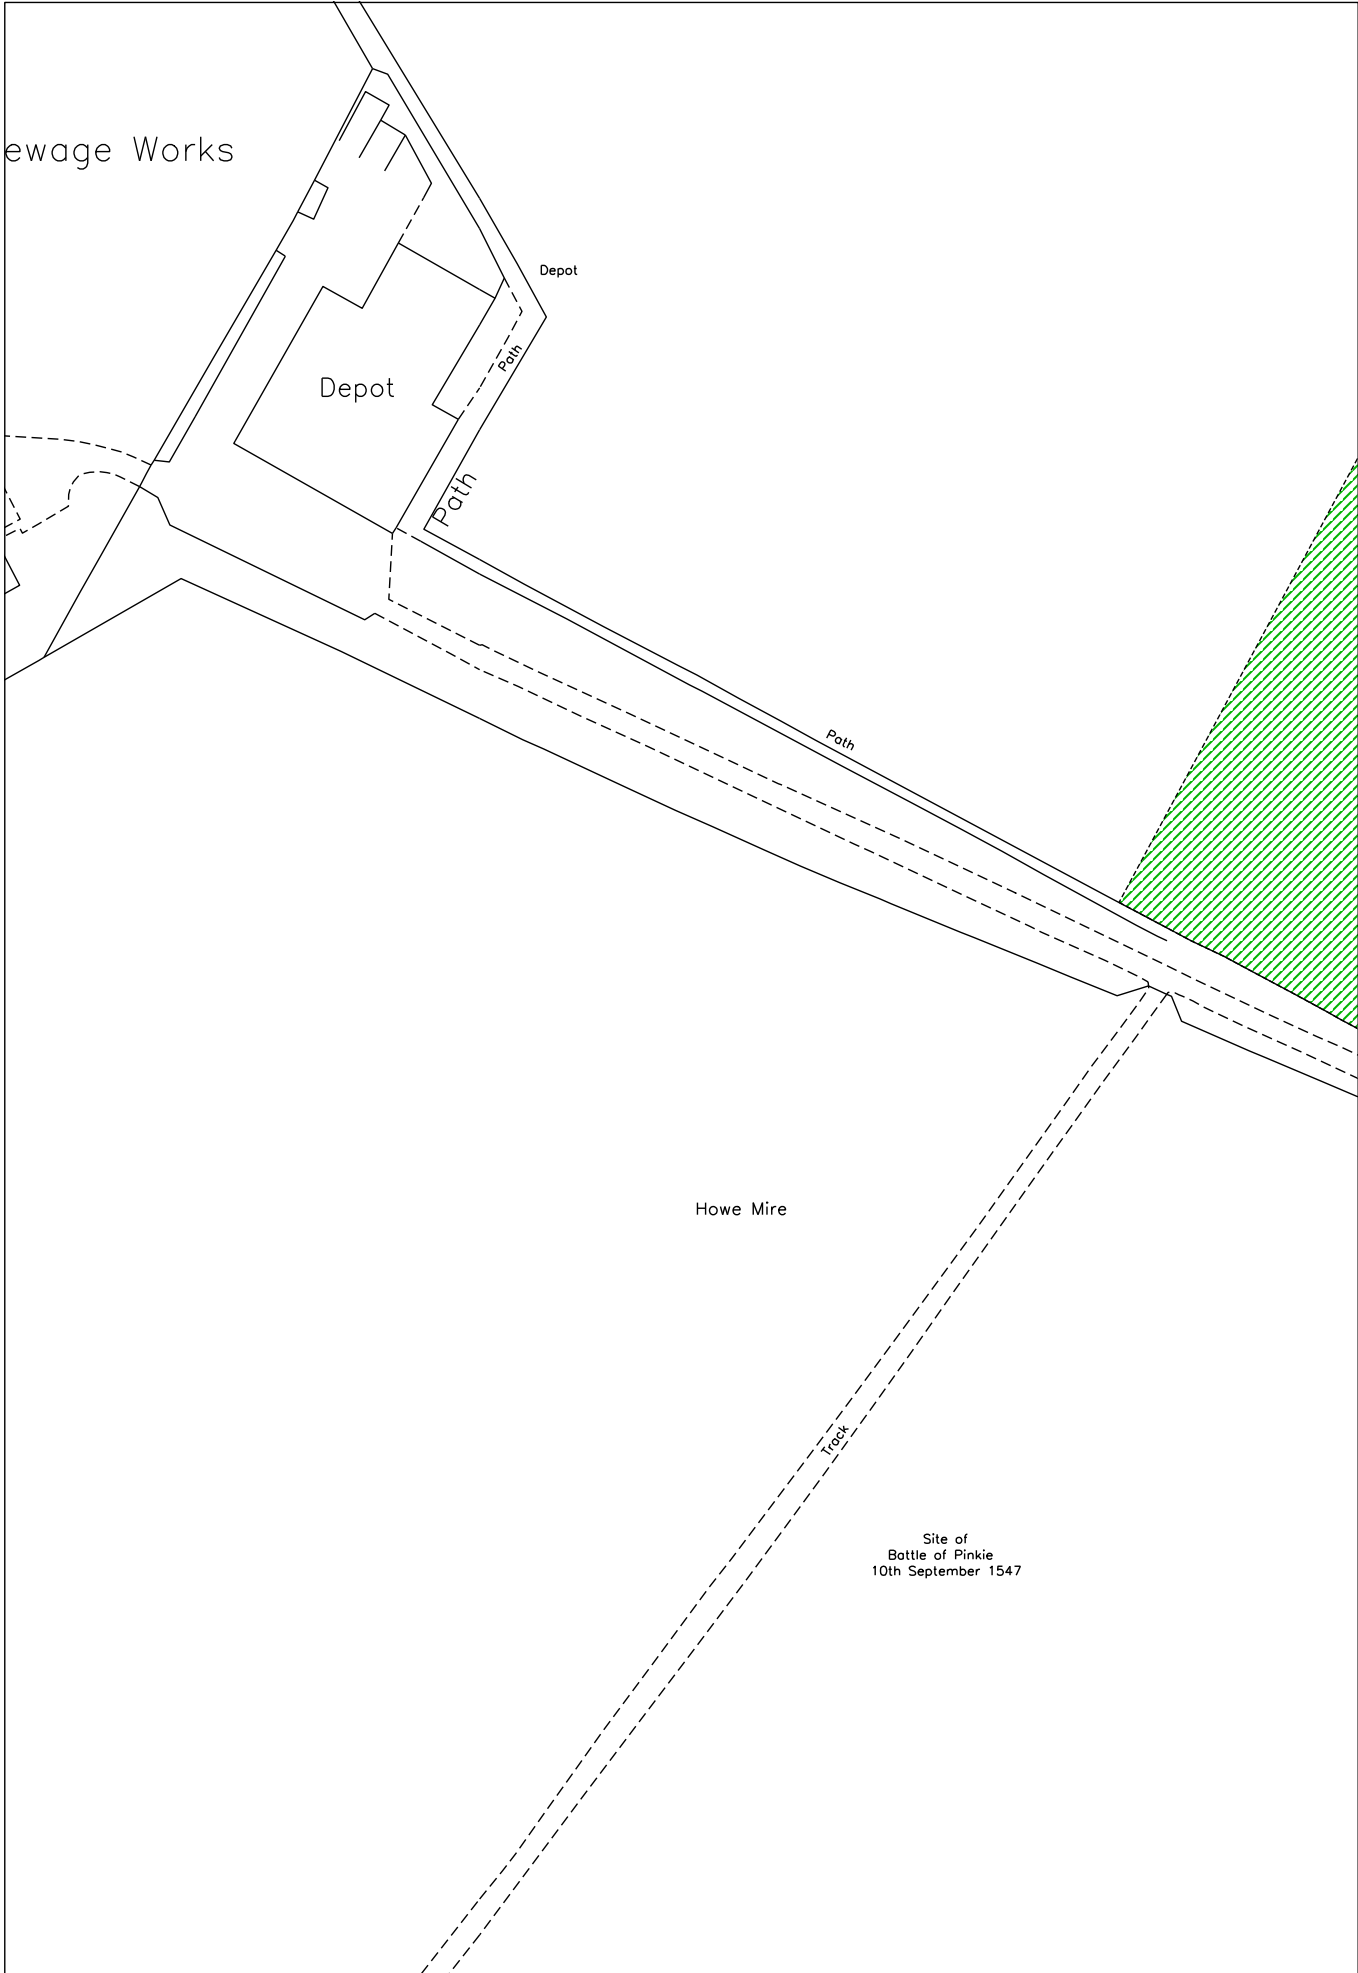 ewage Works
Depot
Path
Depot
Path
Path
Howe Mire
Track
Site of
Battle of Pinkie
10th September 1547